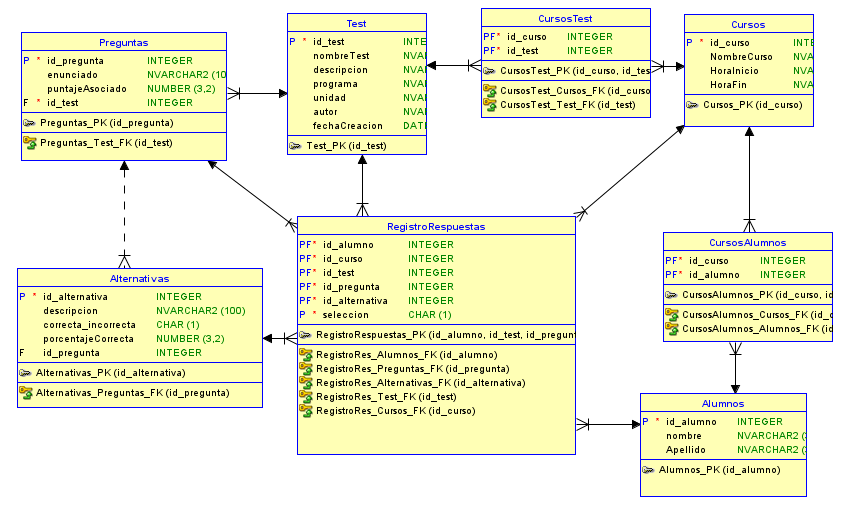 Preguntas
P * id_pregunta INTEGER
enunciado NVARCHAR2 (10
puntajeAsociado NUMBER (3,2)
F * id_test INTEGER
Preguntas_PK (id_pregunta)
Preguntas_Test_FK (id_test)
Test
P * id_test INTE
nombreTest NVA
descripcion NVA
programa NVA
unidad NVA
autor NVA
fechaCreacion DAT
Test_PK (id_test)
CursosTest
PF* id_curso INTEGER
PF* id_test INTEGER
CursosTest_PK (id_curso, id_tes
CursosTest_Cursos_FK (id_curso
CursosTest_Test_FK (id_test)
Cursos
P * id_curso INTE
NombreCurso NVA
HoraInicio NVA
HoraFin NVA
Cursos_PK (id_curso)
RegistroRespuestas
PF* id_alumno INTEGER
PF* id_curso INTEGER
PF* id_test INTEGER
PF* id_pregunta INTEGER
PF* id_alternativa INTEGER
P * seleccion CHAR (1)
RegistroRespuestas_PK (id_alumno, id_test, id_pregunt
RegistroRes_Alumnos_FK (id_alumno)
RegistroRes_Preguntas_FK (id_pregunta)
RegistroRes_Alternativas_FK (id_alternativa)
RegistroRes_Test_FK (id_test)
RegistroRes_Cursos_FK (id_curso)
CursosAlumnos
PF* id_curso INTEGER
PF* id_alumno INTEGER
CursosAlumnos_PK (id_curso, id
CursosAlumnos_Cursos_FK (id_c
CursosAlumnos_Alumnos_FK (id
Alternativas
P * id_alternativa INTEGER
descripcion NVARCHAR2 (100)
correcta_incorrecta CHAR (1)
porcentajeCorrecta NUMBER (3,2)
F id_pregunta INTEGER
Alternativas_PK (id_alternativa)
Alternativas_Preguntas_FK (id_pregunta)
Alumnos
P * id_alumno INTEGER
nombre NVARCHAR2 (
Apellido NVARCHAR2 (
Alumnos_PK (id_alumno)